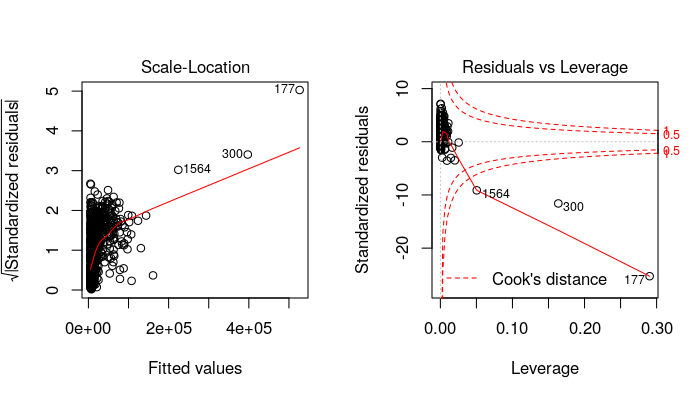 Scale-Location
√|Standardized residuals|
5
4
3
2
1
0
177
300
1564
0e+00
2e+05
4e+05
Fitted values
Residuals vs Leverage
Standardized residuals
10
0
-10
-20
1
0.5
0.5
1
1564
300
177
Cook's distance
0.00
0.10
0.20
0.30
Leverage